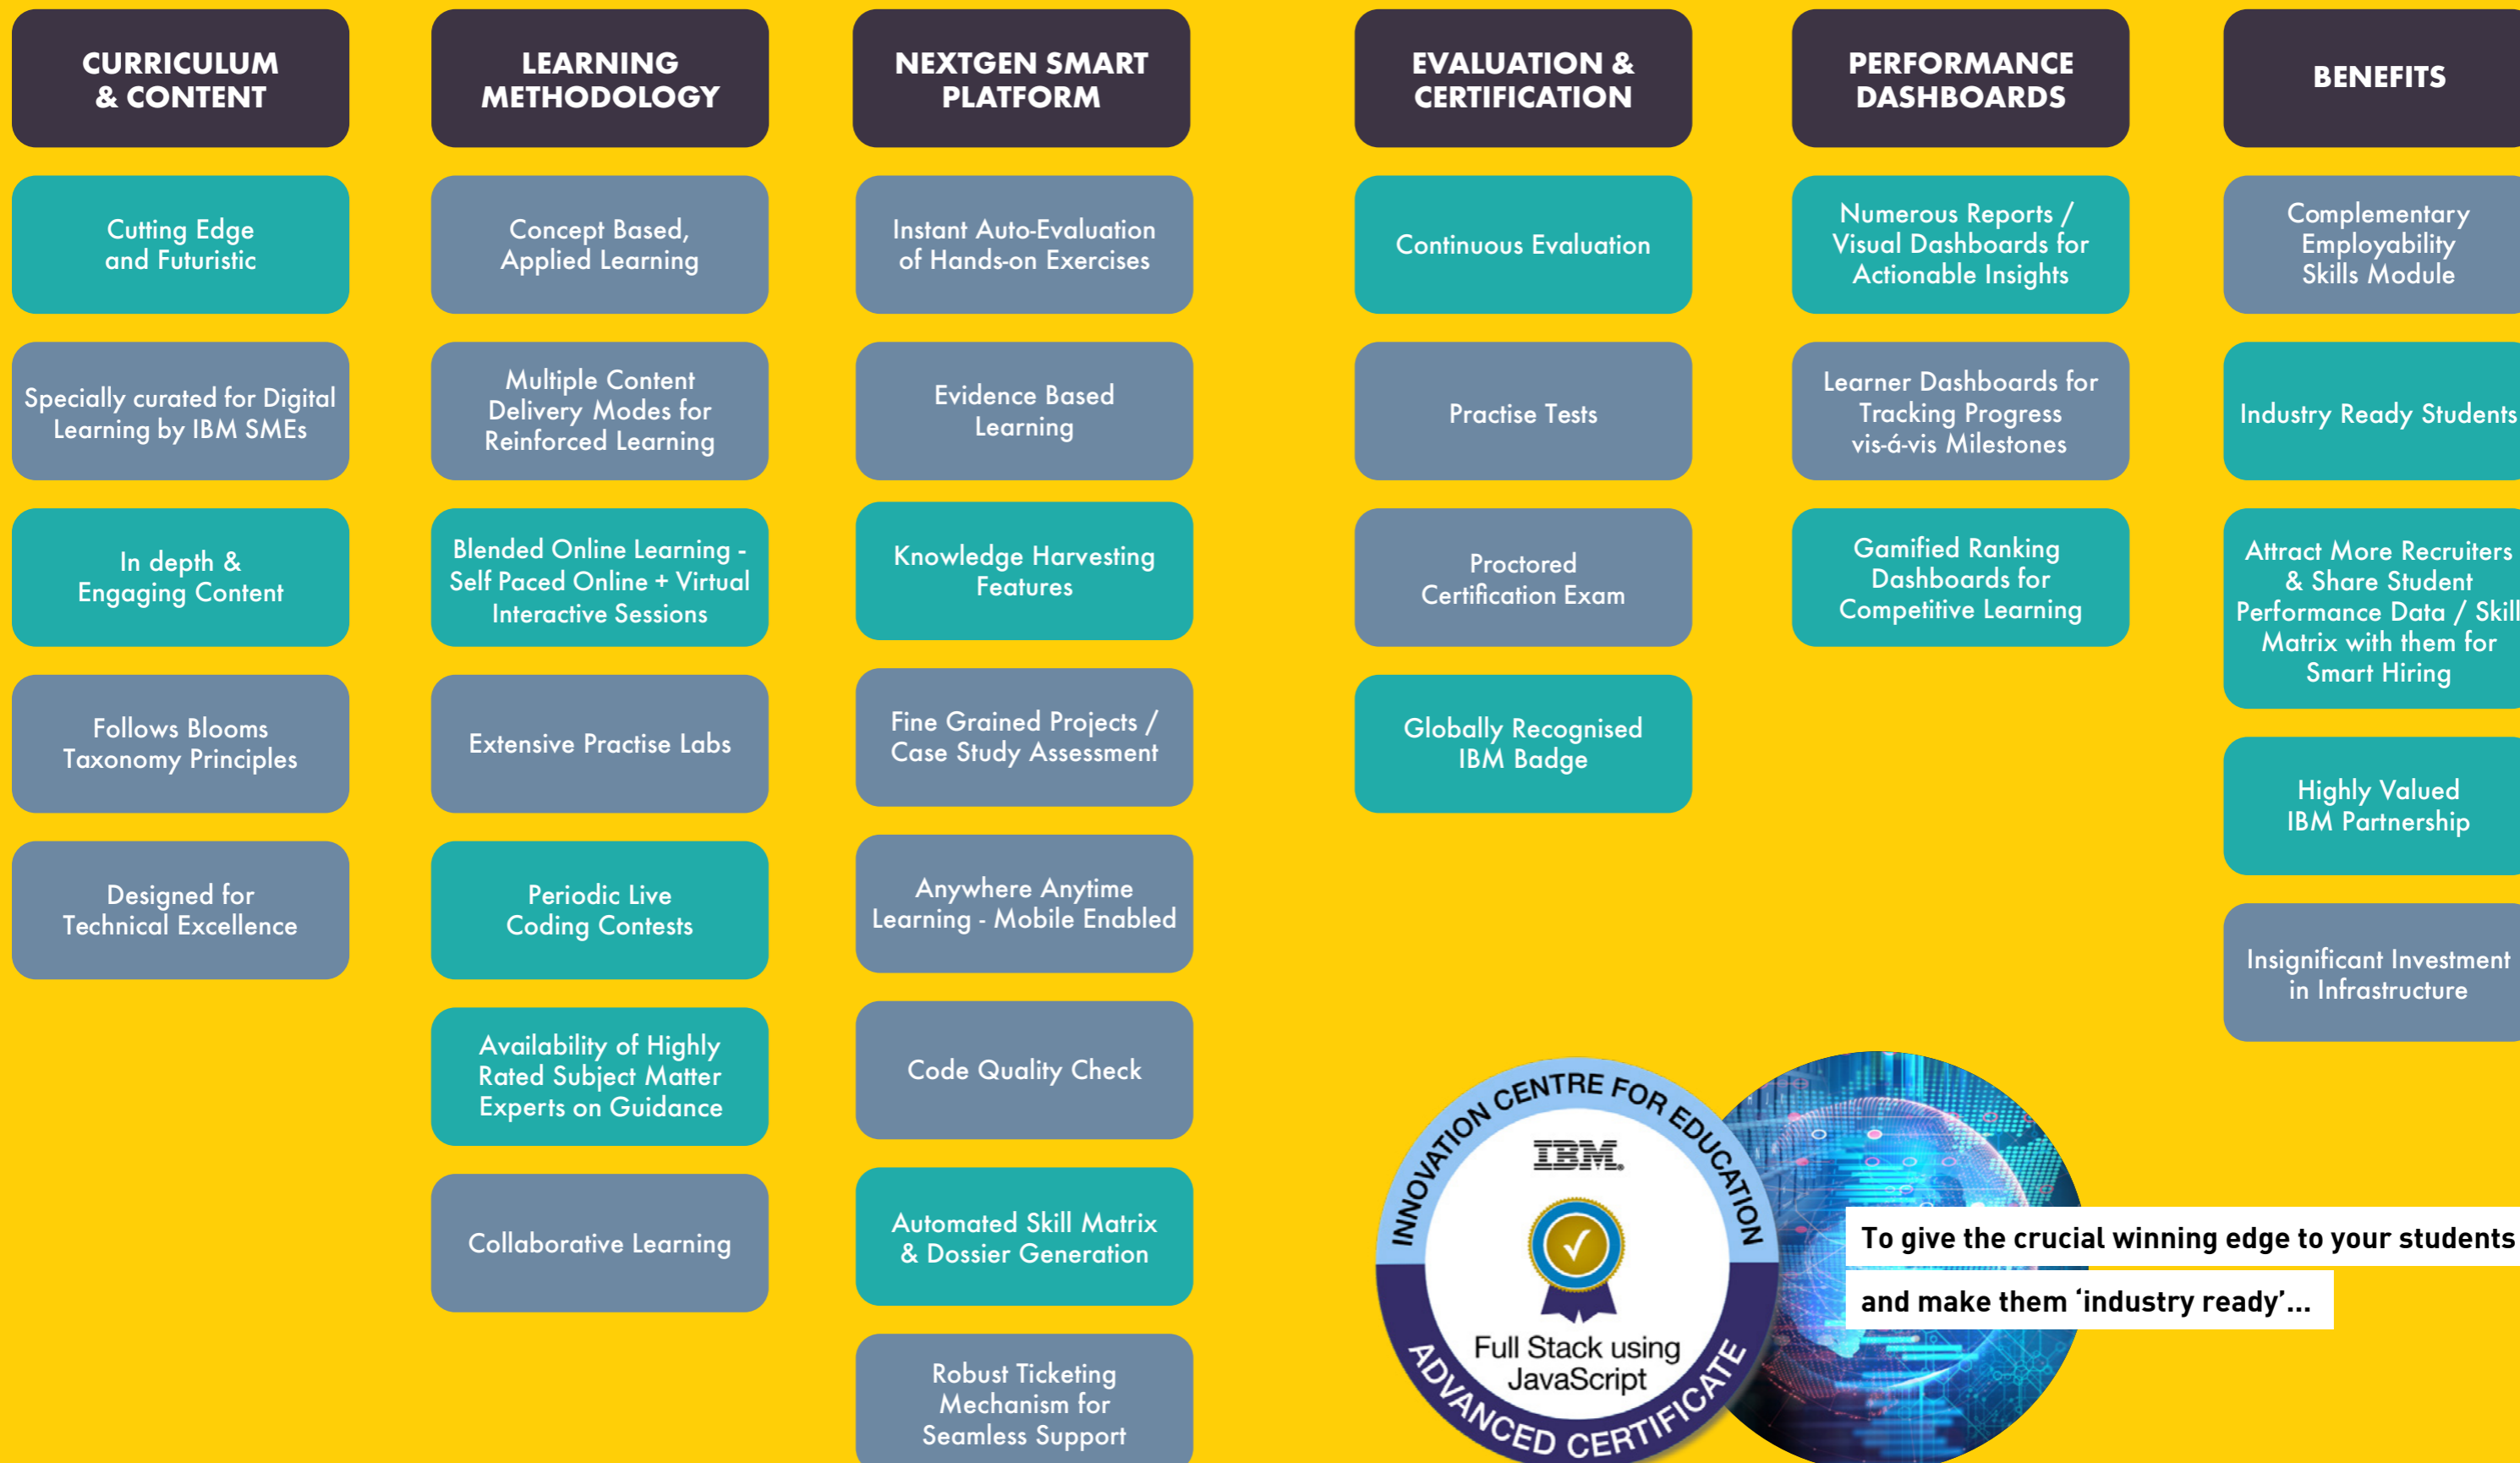 CURRICULUM
& CONTENT
Cutting Edge
and Futuristic
Specially curated for Digital
Learning by IBM SMEs
In depth &
Engaging Content
Follows Blooms
Taxonomy Principles
Designed for
Technical Excellence
LEARNING
METHODOLOGY
Concept Based,
Applied Learning
Multiple Content
Delivery Modes for
Reinforced Learning
Blended Online Learning -
Self Paced Online + Virtual
Interactive Sessions
Extensive Practise Labs
Periodic Live
Coding Contests
Availability of Highly
Rated Subject Matter
Experts on Guidance
Collaborative Learning
NEXTGEN SMART
PLATFORM
Instant Auto-Evaluation
of Hands-on Exercises
Evidence Based
Learning
Knowledge Harvesting
Features
Fine Grained Projects /
Case Study Assessment
Anywhere Anytime
Learning - Mobile Enabled
Code Quality Check
Automated Skill Matrix
& Dossier Generation
Robust Ticketing
Mechanism for
Seamless Support
EVALUATION &
CERTIFICATION
Continuous Evaluation
Practise Tests
Proctored
Certification Exam
Globally Recognised
IBM Badge
PERFORMANCE
DASHBOARDS
Numerous Reports /
Visual Dashboards for
Actionable Insights
Learner Dashboards for
Tracking Progress
vis-á-vis Milestones
Gamified Ranking
Dashboards for
Competitive Learning
BENEFITS
Complementary
Employability
Skills Module
Industry Ready Students
Attract More Recruiters
& Share Student
Performance Data / Skill
Matrix with them for
Smart Hiring
Highly Valued
IBM Partnership
Insignificant Investment
in Infrastructure
INNOVATION CENTRE FOR EDUCATION
IBM.
Full Stack using
JavaScript
ADVANCED CERTIFICATE
To give the crucial winning edge to your students
and make them ‘industry ready’...